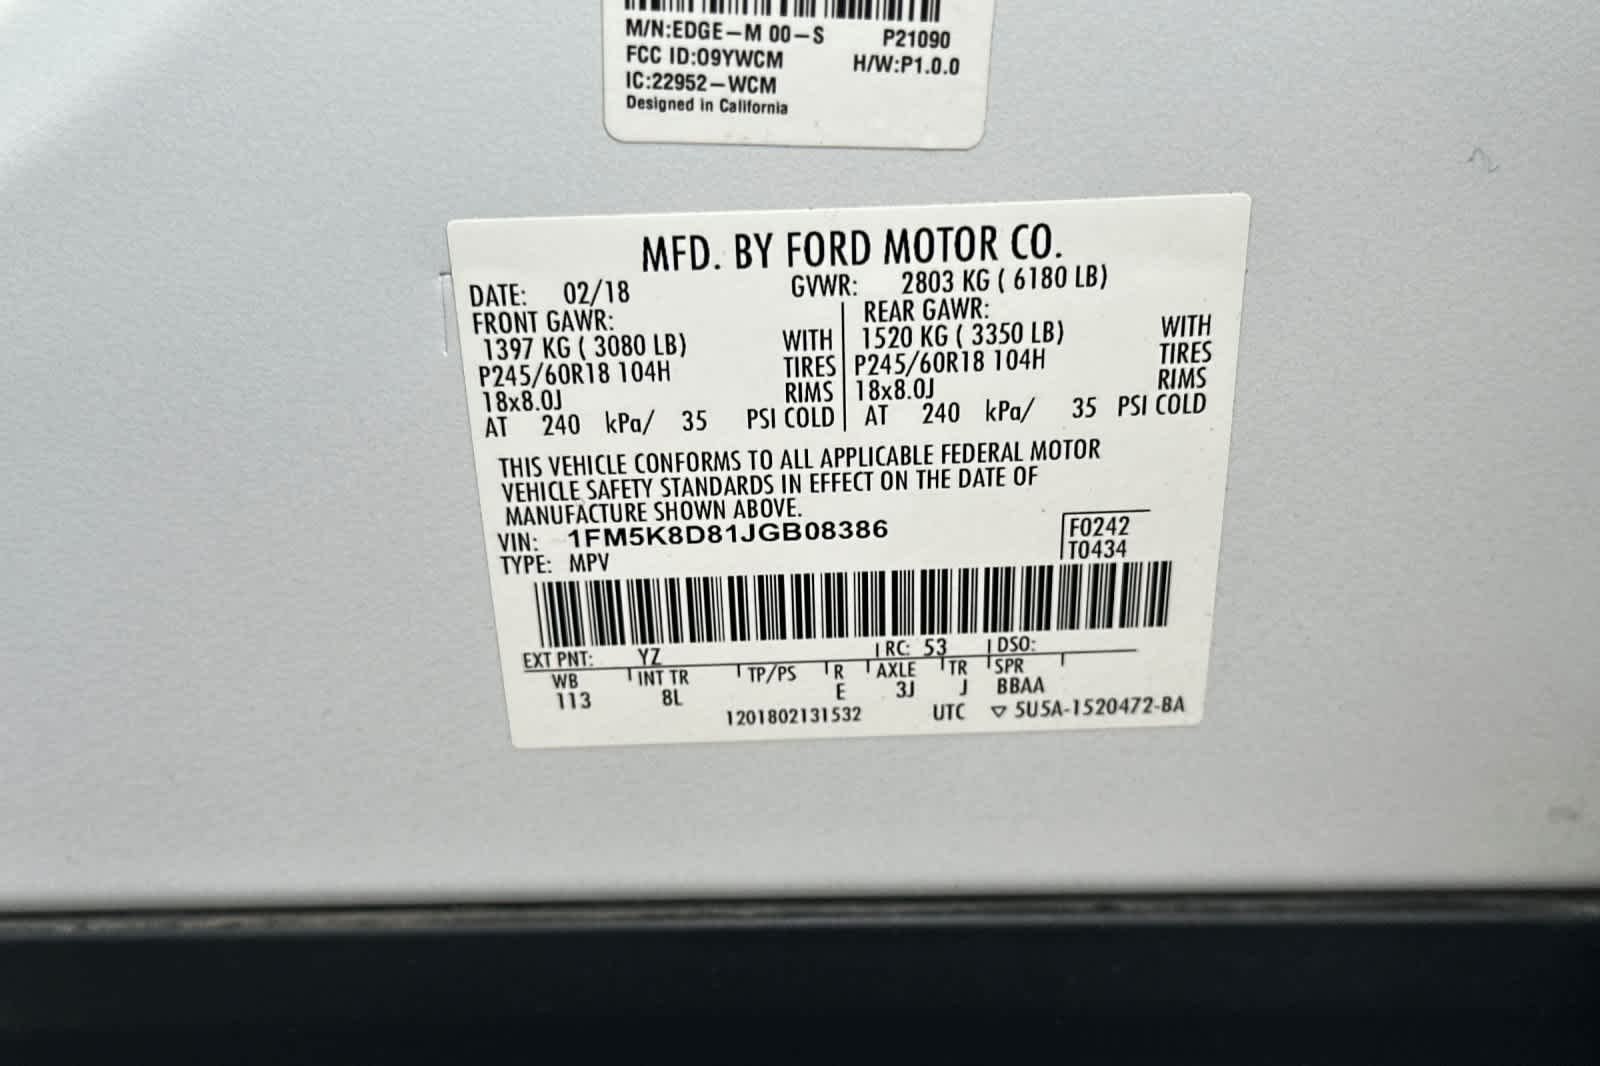 M/N:EDGE-M 00-S P21090
FCC ID:O9YWCM H/W:P1.0.0
IC:22952-WCM
Designed in California
MFD. BY FORD MOTOR CO.
DATE: 02/18 GVWR: 2803 KG ( 6180 LB)
FRONT GAWR: REAR GAWR:
1397 KG ( 3080 LB) WITH 1520 KG ( 3350 LB) WITH
P245/60R18 104H TIRES P245/60R18 104H TIRES
18x8.0J RIMS 18x8.0J RIMS
AT 240 kPa/ 35 PSI COLD AT 240 kPa/ 35 PSI COLD
THIS VEHICLE CONFORMS TO ALL APPLICABLE FEDERAL MOTOR
VEHICLE SAFETY STANDARDS IN EFFECT ON THE DATE OF
MANUFACTURE SHOWN ABOVE.
VIN: 1FM5K8D81JGB08386 F0242
TYPE: MPV T0434
EXT PNT: YZ RC: 53 DSO:
WB INT TR TP/PS R AXLE TR SPR
113 8L E 3J J BBAA
1201802131532 UTC ▽ 5U5A-1520472-BA